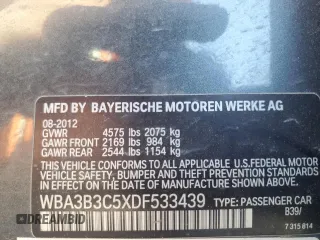 MFD BY BAYERISCHE MOTOREN WERKE AG
08-2012
GVWR 4575 lbs 2075 kg
GAWR FRONT 2169 lbs 984 kg
GAWR REAR 2544 lbs 1154 kg
THIS VEHICLE CONFORMS TO ALL APPLICABLE U.S.FEDERAL MOTOR
VEHICLE SAFETY, BUMPER, AND THEFT PREVENTION STANDARDS
IN EFFECT ON THE DATE OF MANUFACTURE SHOWN ABOVE.
WBA3B3C5XDF533439 TYPE: PASSENGER CAR
B39/
7 315 814